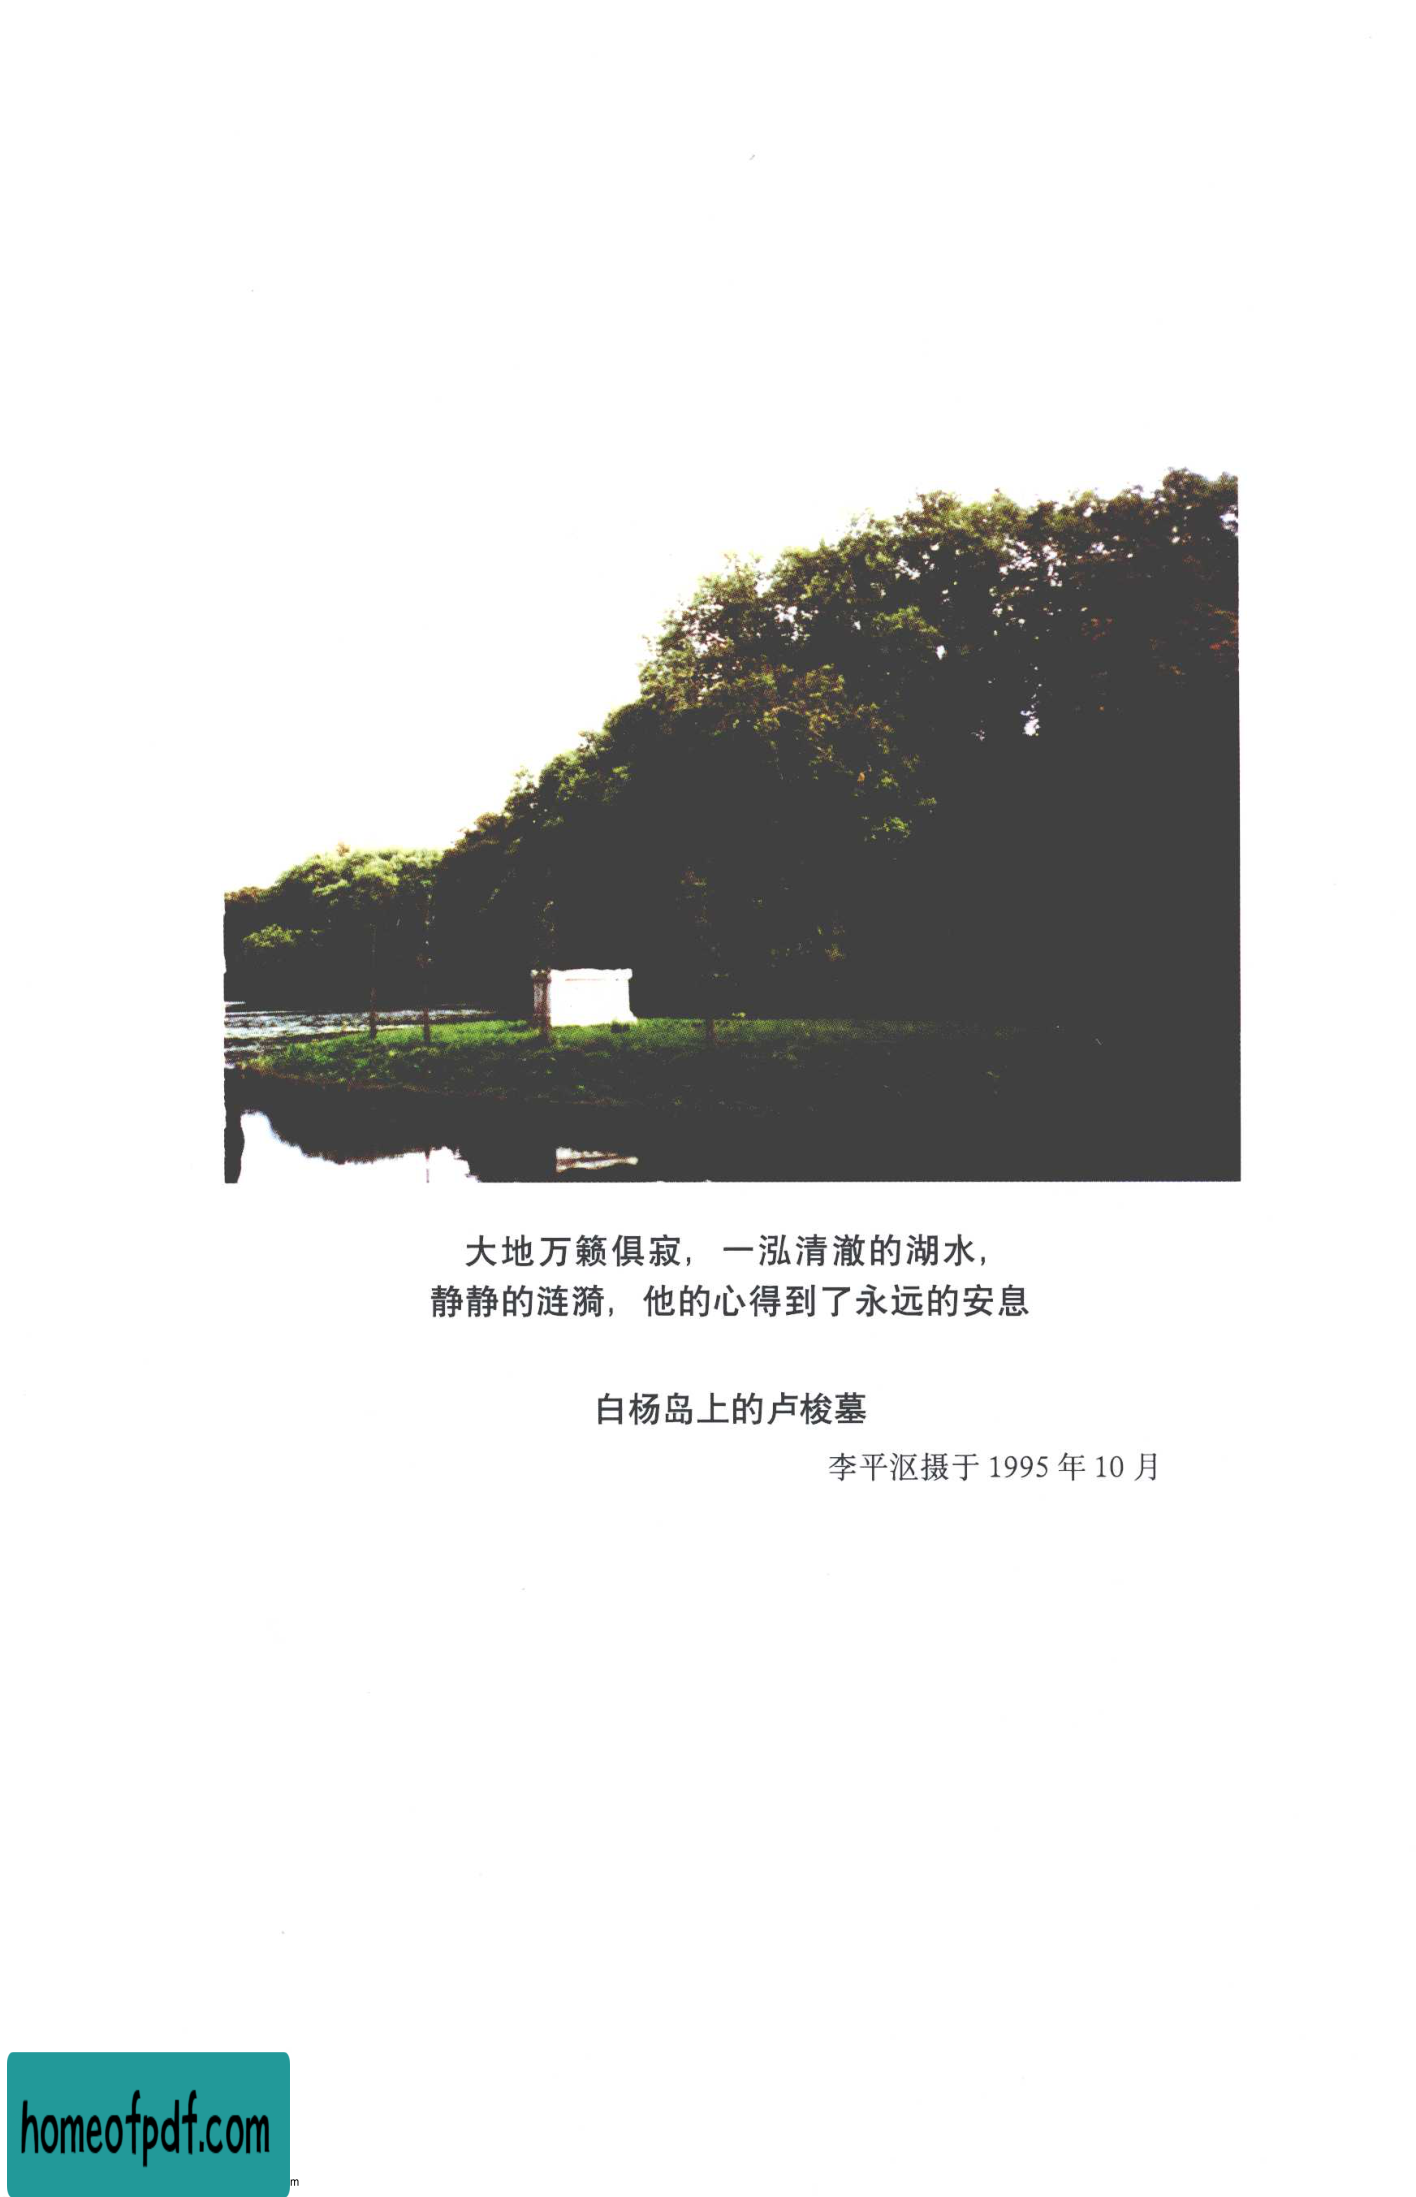 大地万籁俱寂，一泓清澈的湖水，
静静的涟漪，他的心得到了永远的安息
白杨岛上的卢梭墓
李平沤摄于 1995 年 10 月
homeofpdf.com
m